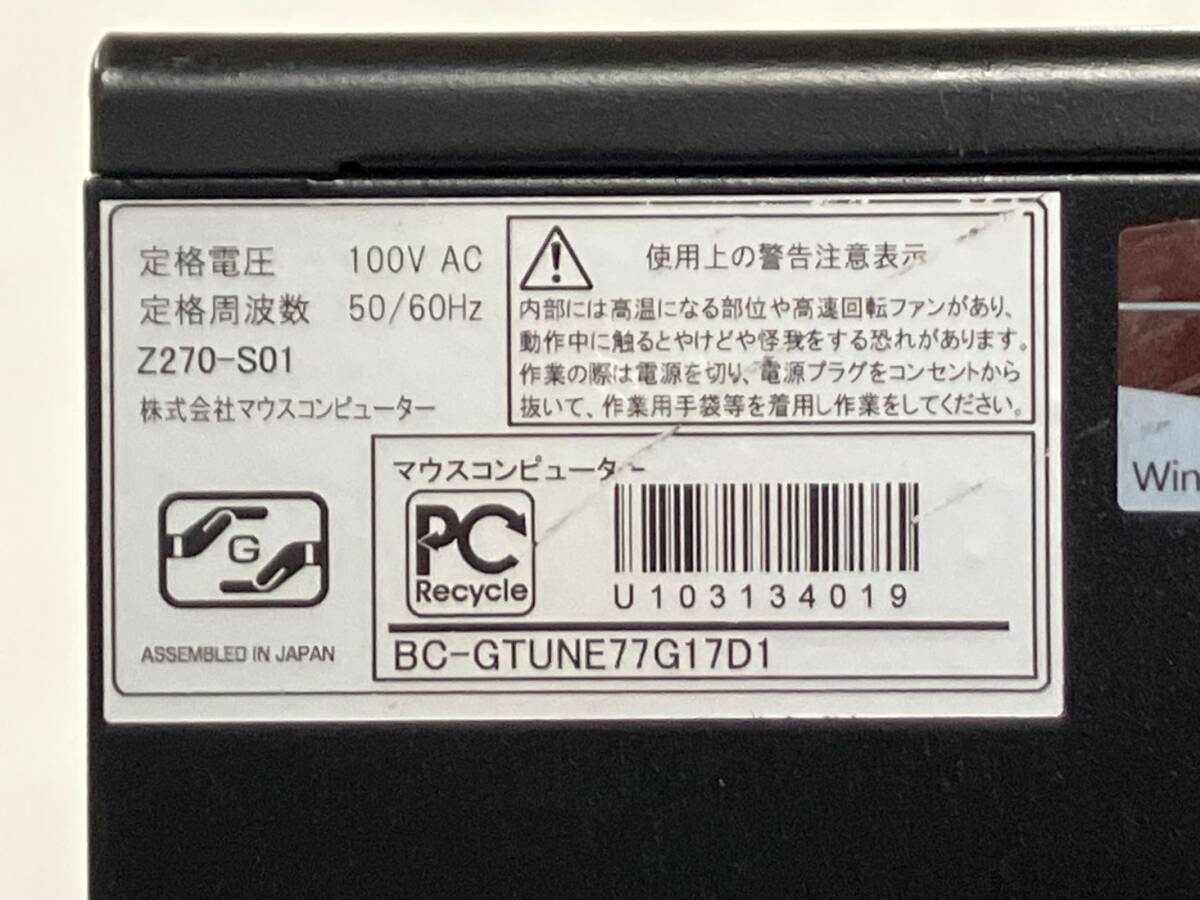 定格電圧 100V AC
定格周波数 50/60Hz
Z270-S01
株式会社マウスコンピューター
使用上の警告注意表示
内部には高温になる部位や高速回転ファンがあり、
動作中に触るとやけどや怪我をする恐れがあります。
作業の際は電源を切り、電源プラグをコンセントから
抜いて、作業用手袋等を着用し作業をしてください。
G
ASSEMBLED IN JAPAN
マウスコンピューター
PC
Recycle
U103134019
BC-GTUNE77G17D1
Win